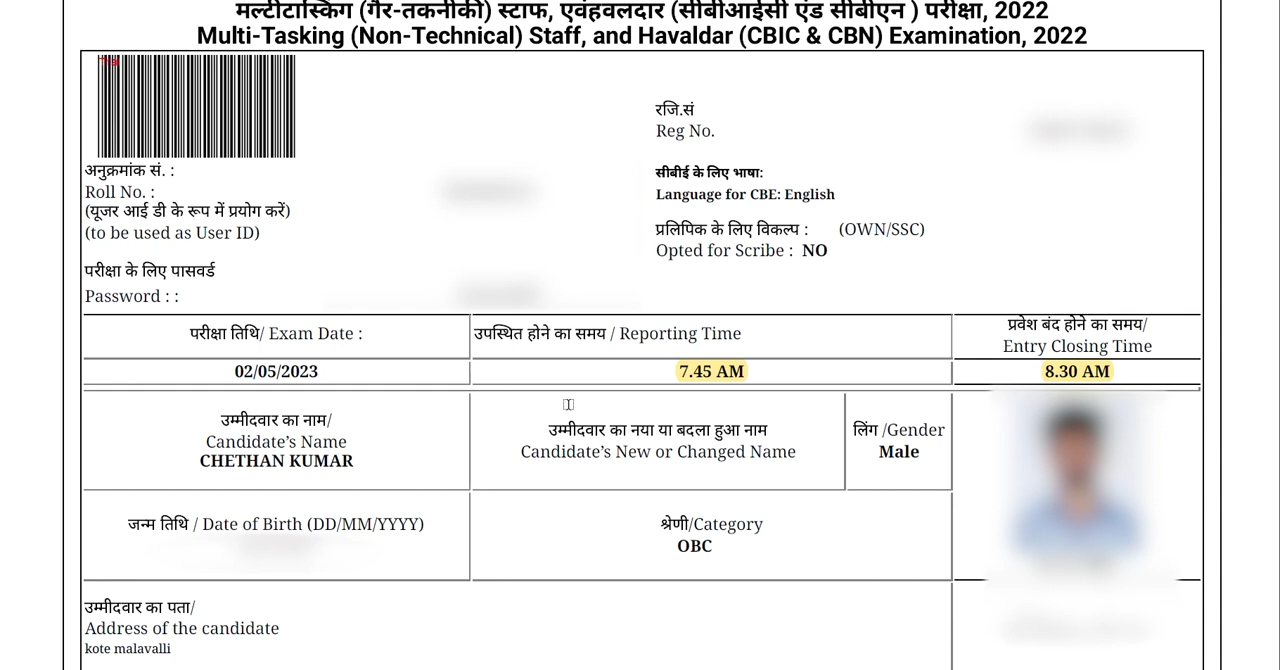 मल्टीटास्किंग (गैर-तकनीकी) स्टाफ, एवंहवलदार (सीबीआईसी एंड सीबीएन ) परीक्षा, 2022
Multi-Tasking (Non-Technical) Staff, and Havaldar (CBIC & CBN) Examination, 2022
रजि.सं
Reg No.
अनुक्रमांक सं. :
Roll No. :
(यूजर आई डी के रूप में प्रयोग करें)
(to be used as User ID)
सीबीई के लिए भाषा:
Language for CBE: English
प्रलिपिक के लिए विकल्प : (OWN/SSC)
Opted for Scribe : NO
परीक्षा के लिए पासवर्ड
Password : :
परीक्षा तिथि/ Exam Date :
उपस्थित होने का समय / Reporting Time
प्रवेश बंद होने का समय/
Entry Closing Time
02/05/2023
7.45 AM
8.30 AM
उम्मीदवार का नाम/
Candidate’s Name
CHETHAN KUMAR
उम्मीदवार का नया या बदला हुआ नाम
Candidate’s New or Changed Name
लिंग /Gender
Male
जन्म तिथि / Date of Birth (DD/MM/YYYY)
श्रेणी/Category
OBC
उम्मीदवार का पता/
Address of the candidate
kote malavalli